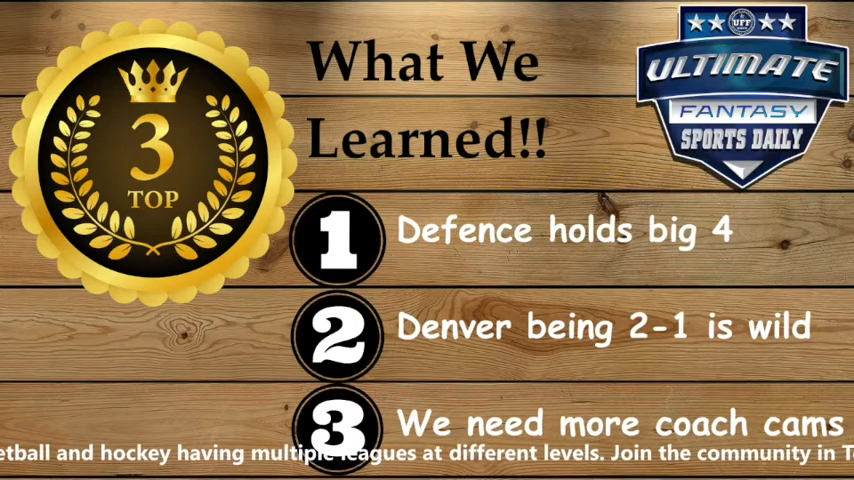 3
TOP
What We
Learned!!
UFF
ULTIMATE
FANTASY
SPORTS DAILY
1 Defence holds big 4
2 Denver being 2-1 is wild
3 We need more coach cams
etball and hockey having multiple leagues at different levels. Join the community in T